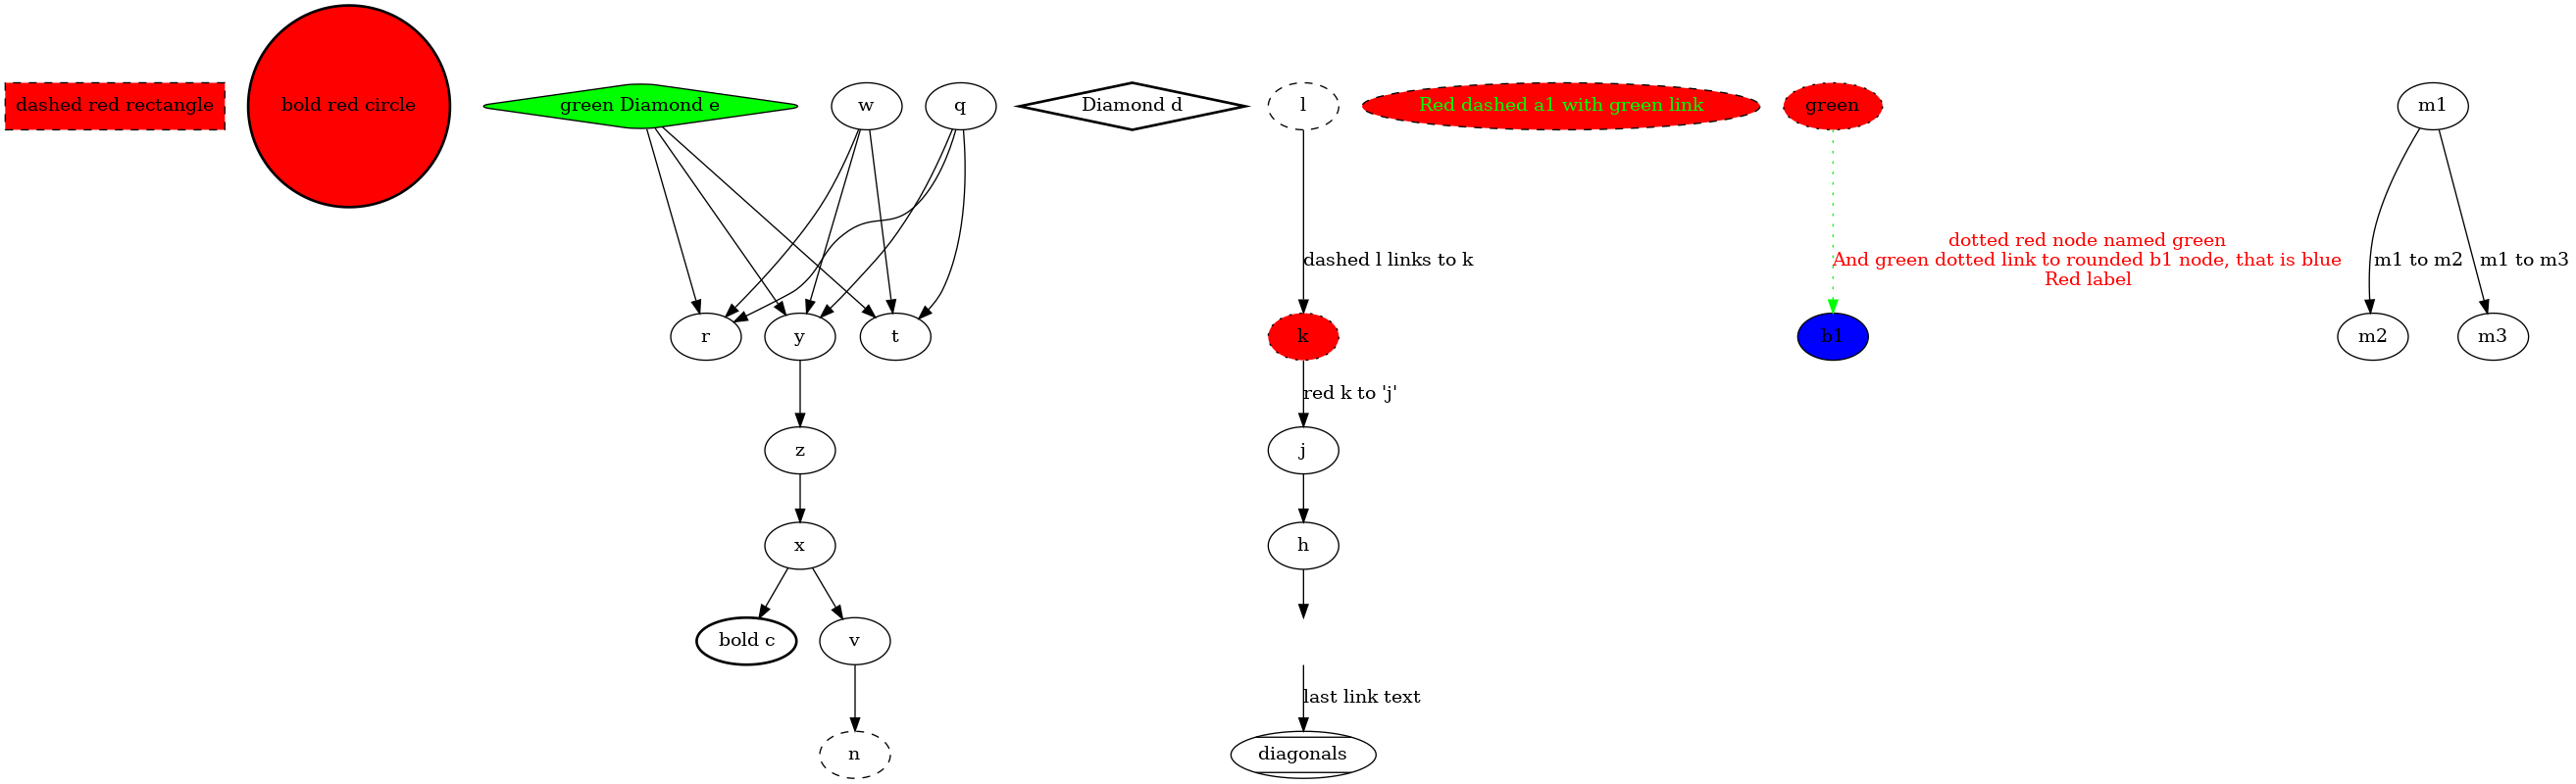 dashed red rectangle
bold red circle
green Diamond e
w
q
Diamond d
l
Red dashed a1 with green link
green
m1
dotted red node named green
And green dotted link to rounded b1 node, that is blue
Red label
dashed l links to k
m1 to m2
m1 to m3
r
y
t
k
b1
m2
m3
red k to 'j'
z
j
x
h
bold c
v
last link text
n
diagonals